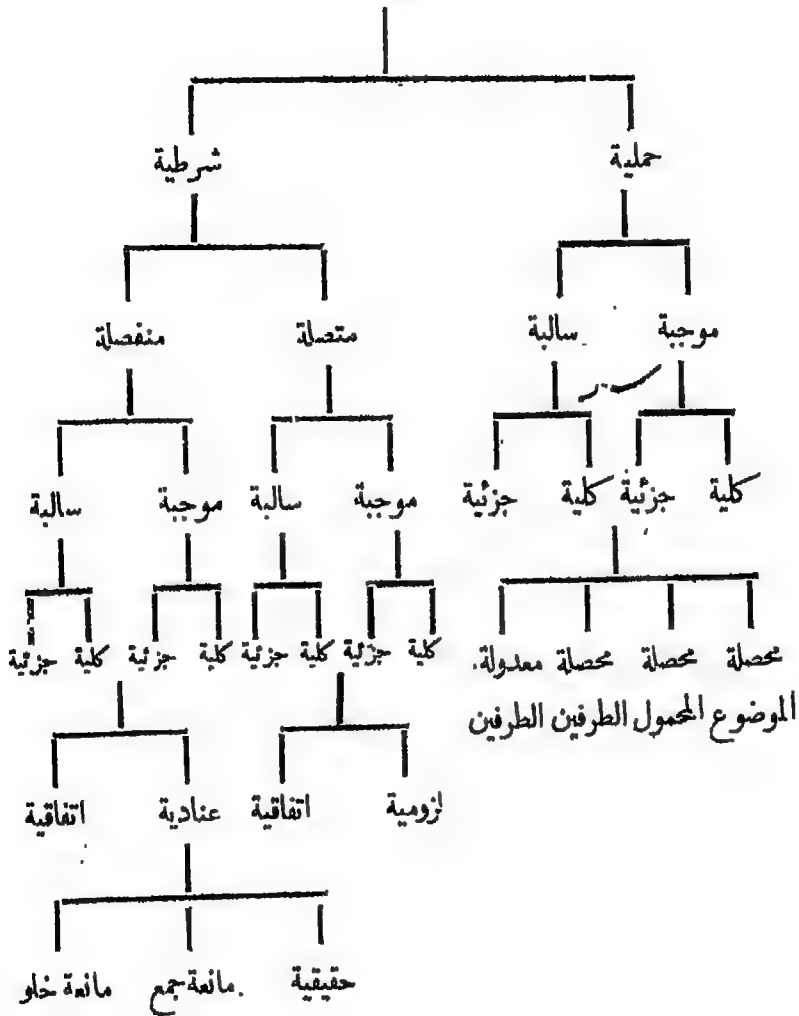 حملية شرطية
موجبة سالبة متصلة منفصلة
كلية جزئية كلية جزئية موجبة سالبة موجبة سالبة
محصلة محصلة محصلة معدولة كلية جزئية كلية جزئية كلية جزئية كلية جزئية
الموضوع المحمول الطرفين الطرفين
لزومية اتفاقية عنادية اتفاقية
حقيقية مانعة جمع مانعة خلو